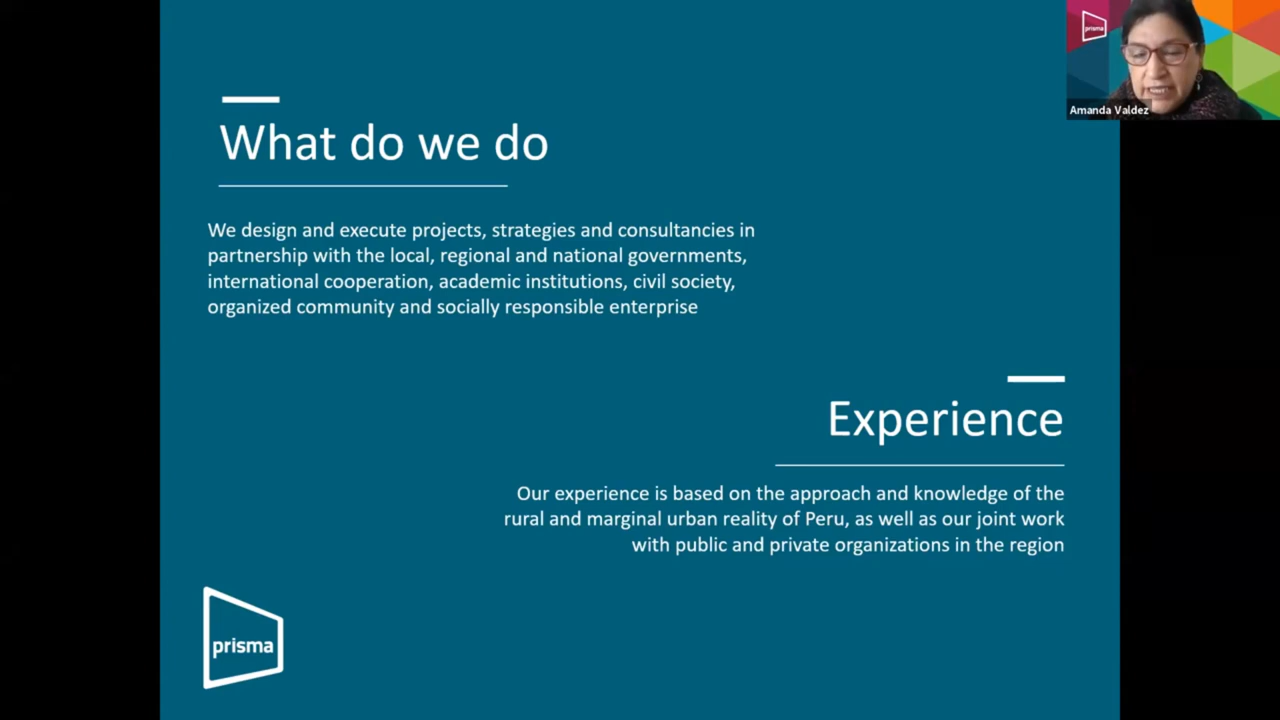 prisma
Amanda Valdez
What do we do
We design and execute projects, strategies and consultancies in
partnership with the local, regional and national governments,
international cooperation, academic institutions, civil society,
organized community and socially responsible enterprise
Experience
Our experience is based on the approach and knowledge of the
rural and marginal urban reality of Peru, as well as our joint work
with public and private organizations in the region
prisma